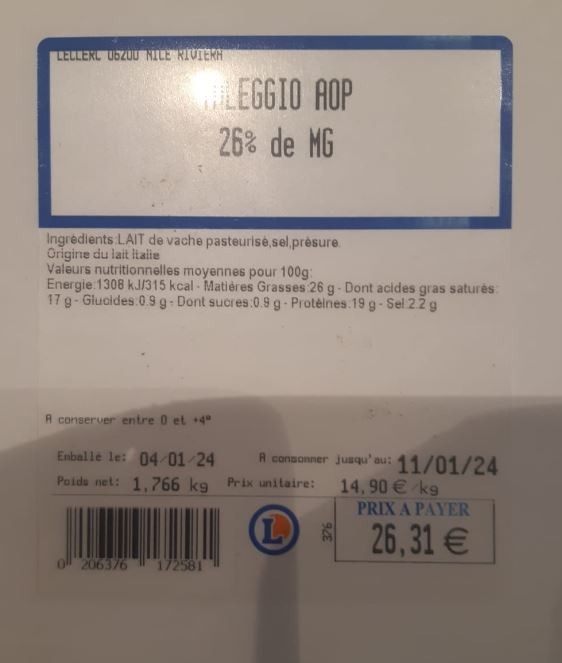 LECLERC 06200 NICE RIVIERA
LEGGIO AOP
26% de MG
Ingrédients:LAIT de vache pasteurisé,sel,présure.
Origine du lait Italie
Valeurs nutritionnelles moyennes pour 100g:
Energie:1308 kJ/315 kcal - Matières Grasses:26 g - Dont acides gras saturés:
17 g - Glucides:0.9 g - Dont sucres:0.9 g - Protéines:19 g - Sel:2.2 g
A conserver entre 0 et +4°
Emballé le: 04/01/24 A consommer jusqu'au: 11/01/24
Poids net: 1,766 kg Prix unitaire: 14,90 €/kg
PRIX A PAYER
26,31 €
376
L
0 206376 172581